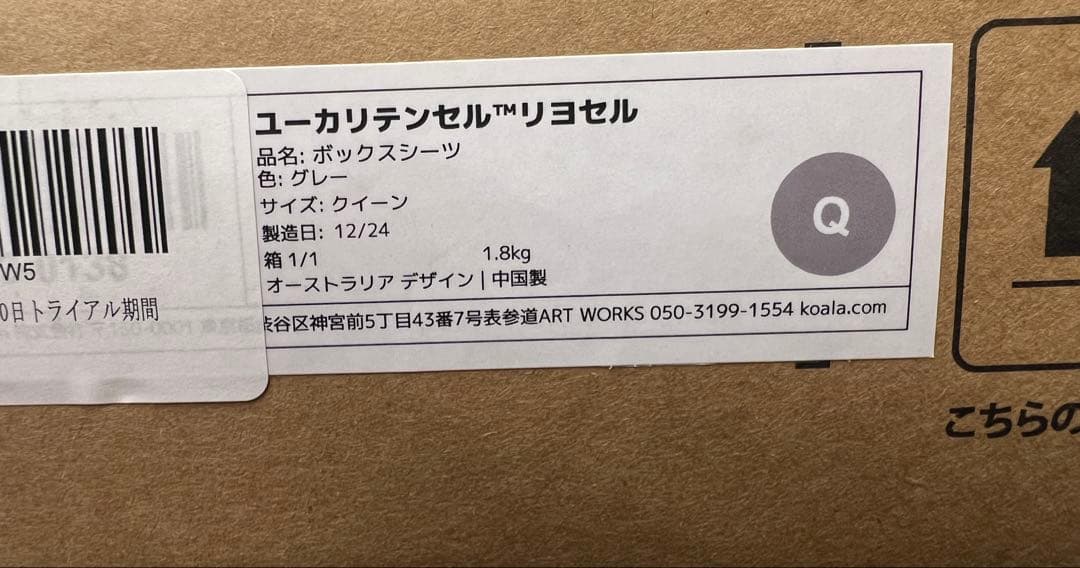 ユーカリテンセル™リヨセル
品名: ボックスシーツ
色: グレー
サイズ: クイーン
製造日: 12/24
箱 1/1 1.8kg
オーストラリア デザイン | 中国製
渋谷区神宮前5丁目43番7号表参道ART WORKS 050-3199-1554 koala.com
Q
W5
0日トライアル期間
こちらの